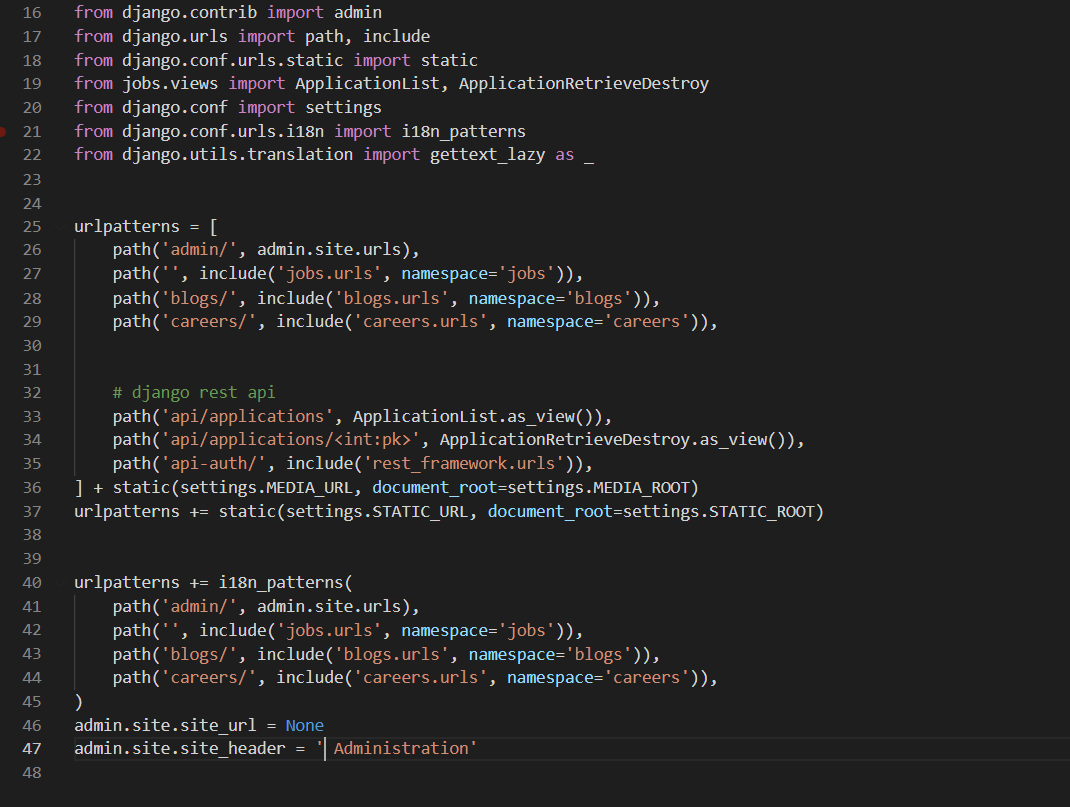 16 from django.contrib import admin
17 from django.urls import path, include
18 from django.conf.urls.static import static
19 from jobs.views import ApplicationList, ApplicationRetrieveDestroy
20 from django.conf import settings
21 from django.conf.urls.i18n import i18n_patterns
22 from django.utils.translation import gettext_lazy as _
23
24
25 urlpatterns = [
26     path('admin/', admin.site.urls),
27     path('', include('jobs.urls', namespace='jobs')),
28     path('blogs/', include('blogs.urls', namespace='blogs')),
29     path('careers/', include('careers.urls', namespace='careers')),
30
31
32     # django rest api
33     path('api/applications', ApplicationList.as_view()),
34     path('api/applications/<int:pk>', ApplicationRetrieveDestroy.as_view()),
35     path('api-auth/', include('rest_framework.urls')),
36 ] + static(settings.MEDIA_URL, document_root=settings.MEDIA_ROOT)
37 urlpatterns += static(settings.STATIC_URL, document_root=settings.STATIC_ROOT)
38
39
40 urlpatterns += i18n_patterns(
41     path('admin/', admin.site.urls),
42     path('', include('jobs.urls', namespace='jobs')),
43     path('blogs/', include('blogs.urls', namespace='blogs')),
44     path('careers/', include('careers.urls', namespace='careers')),
45 )
46 admin.site.site_url = None
47 admin.site.site_header = ' Administration'
48